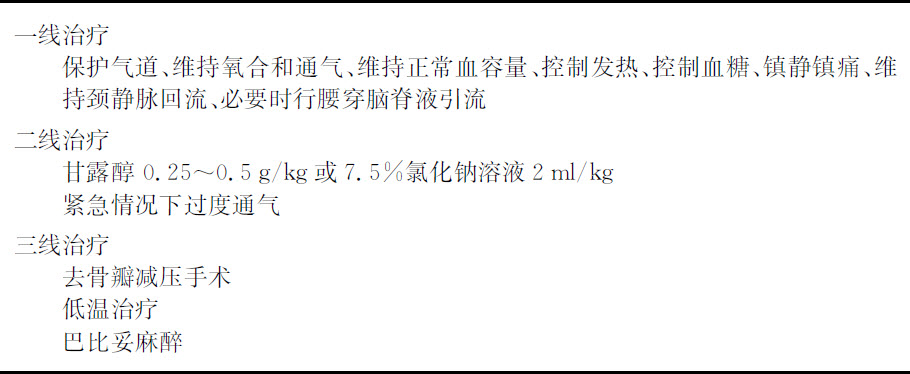 一线治疗
保护气道、维持氧合和通气、维持正常血容量、控制发热、控制血糖、镇静镇痛、维
持颈静脉回流、必要时行腰穿脑脊液引流
二线治疗
甘露醇 0.25～0.5 g/kg 或 7.5%氯化钠溶液 2 ml/kg
紧急情况下过度通气
三线治疗
去骨瓣减压手术
低温治疗
巴比妥麻醉